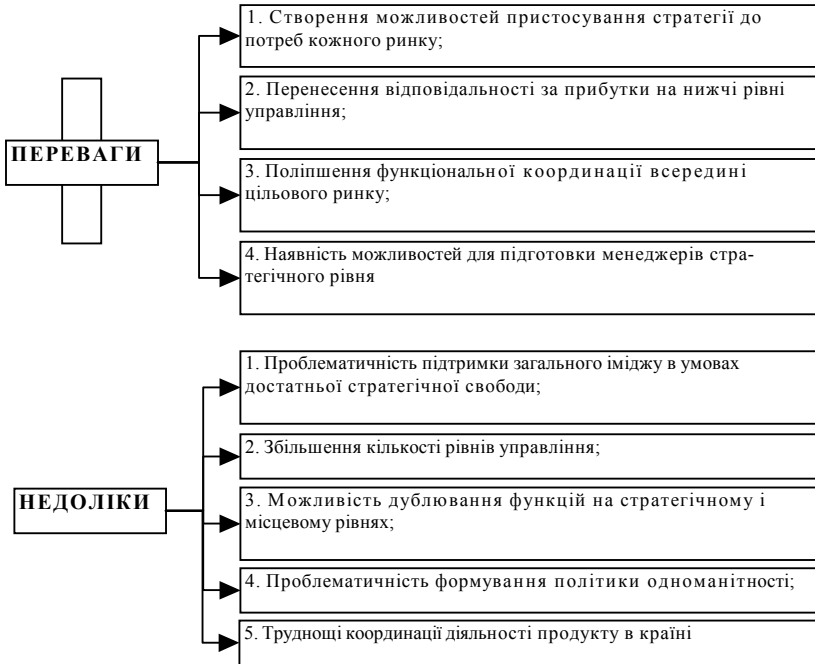 1. Створення можливостей пристосування стратегії до
потреб кожного ринку;
2. Перенесення відповідальності за прибутки на нижчі рівні
управління;
ПЕРЕВАГИ
3. Поліпшення функціональної координації всередині
цільового ринку;
4. Наявність можливостей для підготовки менеджерів стра-
тегічного рівня
1. Проблематичність підтримки загального іміджу в умовах
достатньої стратегічної свободи;
2. Збільшення кількості рівнів управління;
НЕДОЛІКИ
3. Можливість дублювання функцій на стратегічному і
місцевому рівнях;
4. Проблематичність формування політики одноманітності;
5. Труднощі координації діяльності продукту в країні